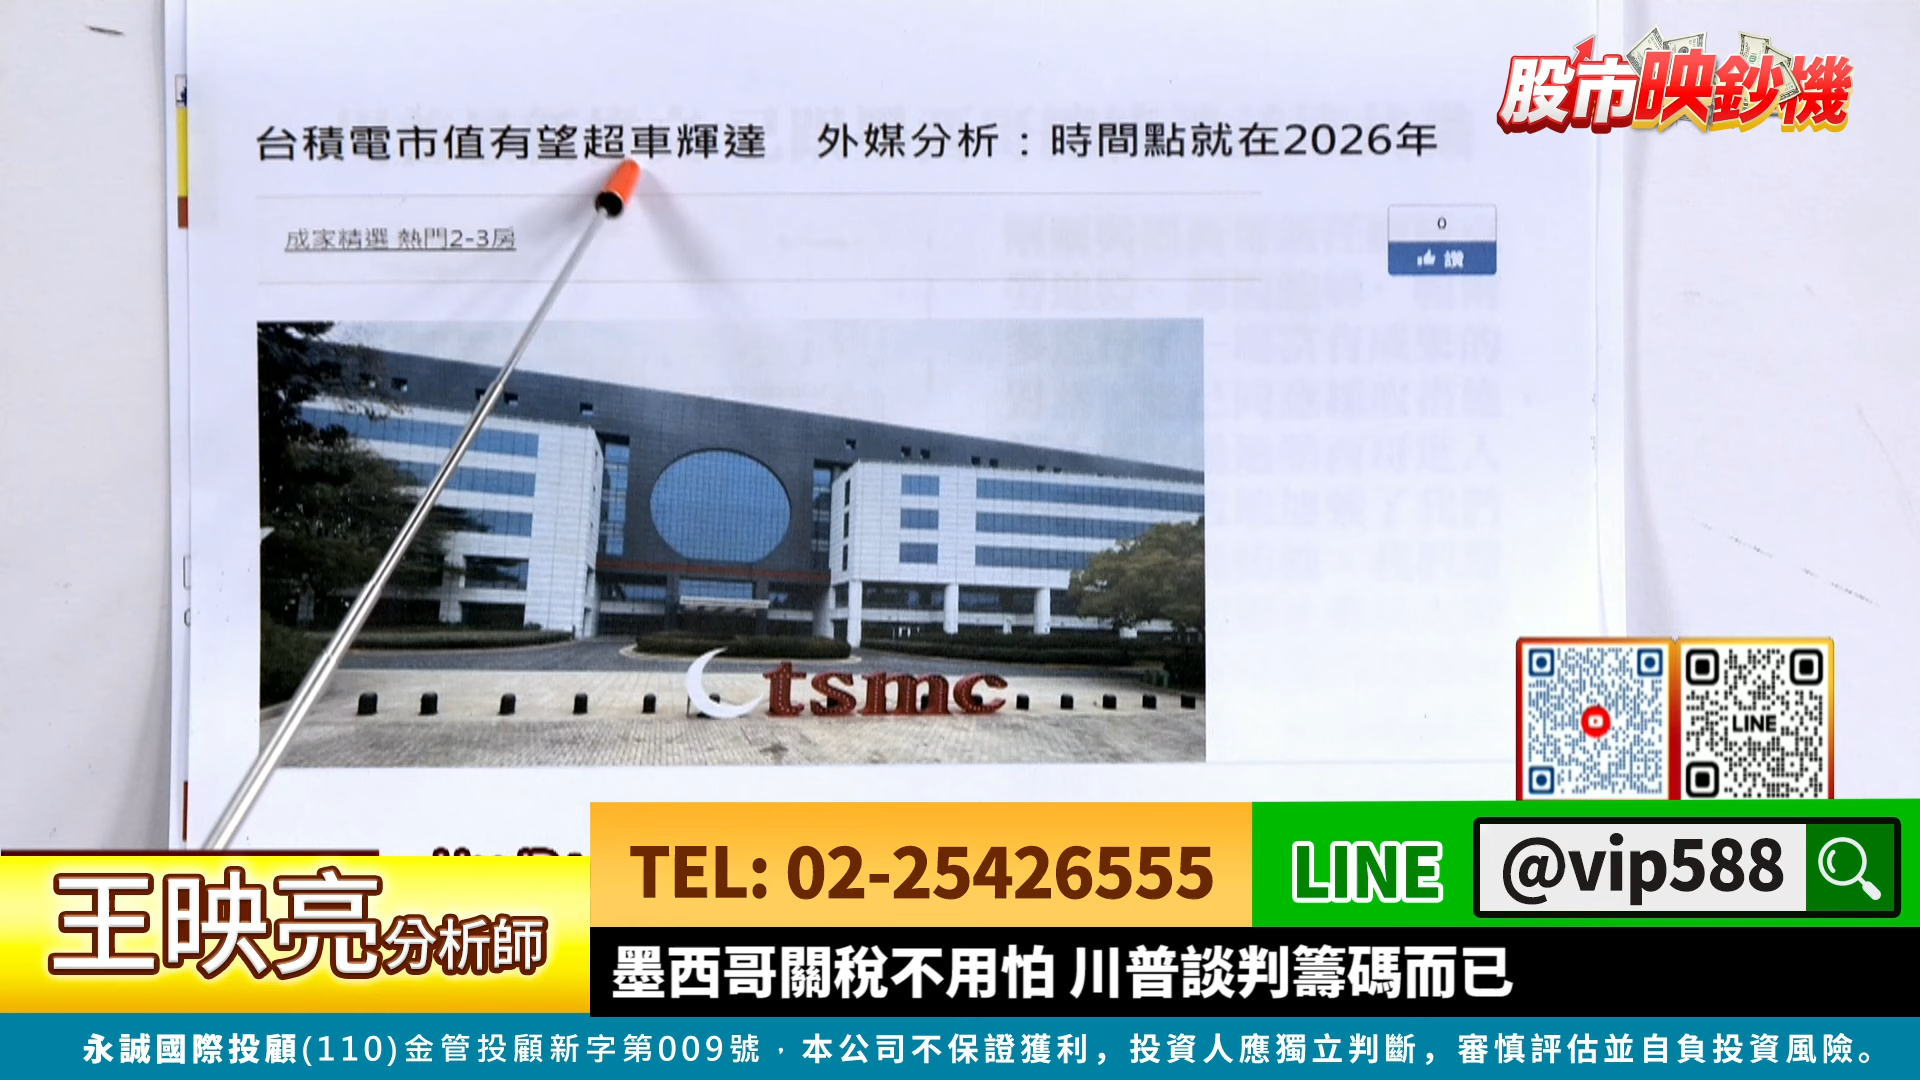 股市映鈔機
台積電市值有望超車輝達　外媒分析：時間點就在2026年
成家精選 熱門2-3房
0
讚
tsmc
LINE
TEL: 02-25426555
LINE @vip588
王映亮分析師
墨西哥關稅不用怕 川普談判籌碼而已
永誠國際投顧(110)金管投顧新字第009號，本公司不保證獲利，投資人應獨立判斷，審慎評估並自負投資風險。